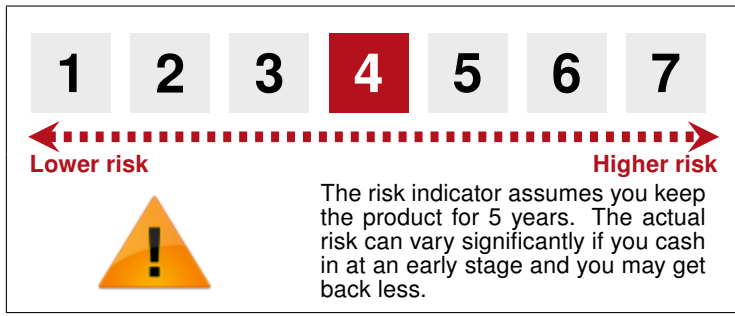 1 2 3 4 5 6 7
Lower risk Higher risk
The risk indicator assumes you keep
the product for 5 years. The actual
risk can vary significantly if you cash
in at an early stage and you may get
back less.